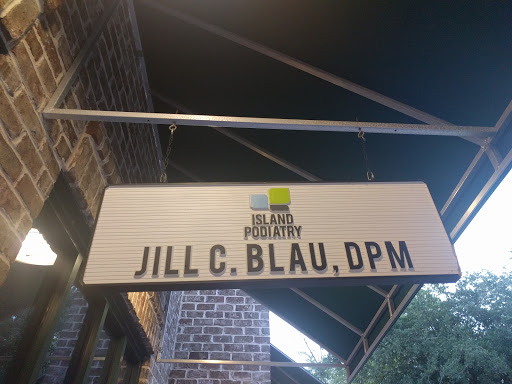 ISLAND
PODIATRY
JILL C. BLAU, DPM